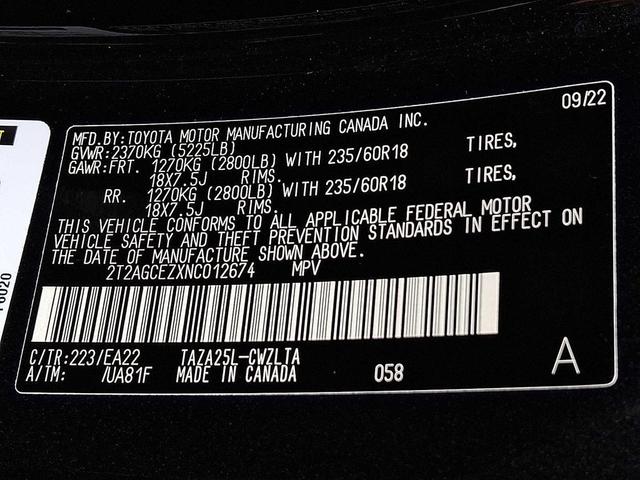 09/22
MFD.BY:TOYOTA MOTOR MANUFACTURING CANADA INC.
GVWR:2370KG (5225LB)
GAWR:FRT. 1270KG (2800LB) WITH 235/60R18 TIRES,
18X7.5J RIMS.
RR. 1270KG (2800LB) WITH 235/60R18 TIRES,
18X7.5J RIMS.
THIS VEHICLE CONFORMS TO ALL APPLICABLE FEDERAL MOTOR
VEHICLE SAFETY AND THEFT PREVENTION STANDARDS IN EFFECT ON
THE DATE OF MANUFACTURE SHOWN ABOVE.
2T2AGCEZXNC012674 MPV
C/TR:223/EA22 TAZA25L-CWZLTA
A/TM: /UA81F MADE IN CANADA 058
A